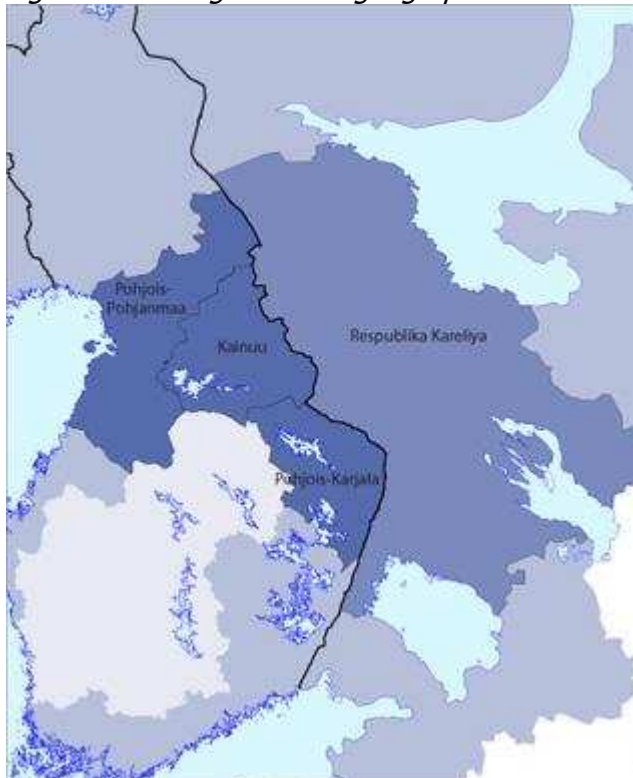 Pohjois-
Pohjanmaa
Kainuu
Respublika Kareliya
Pohjois-Karjala